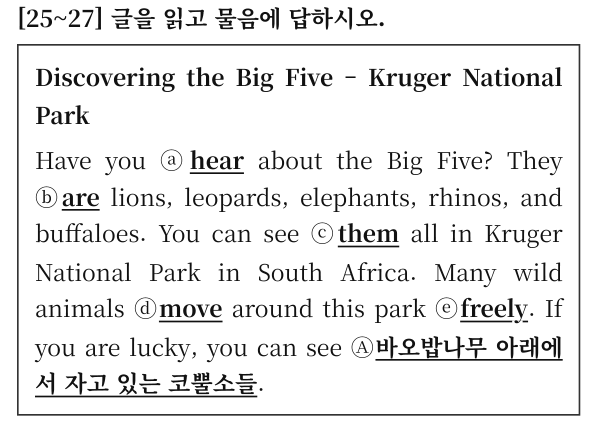 [25~27] 글을 읽고 물음에 답하시오.
Discovering the Big Five – Kruger National
Park
Have you ⓐ hear about the Big Five? They
ⓑ are lions, leopards, elephants, rhinos, and
buffaloes. You can see ⓒ them all in Kruger
National Park in South Africa. Many wild
animals ⓓ move around this park ⓔ freely. If
you are lucky, you can see Ⓐ 바오밥나무 아래에
서 자고 있는 코뿔소들.